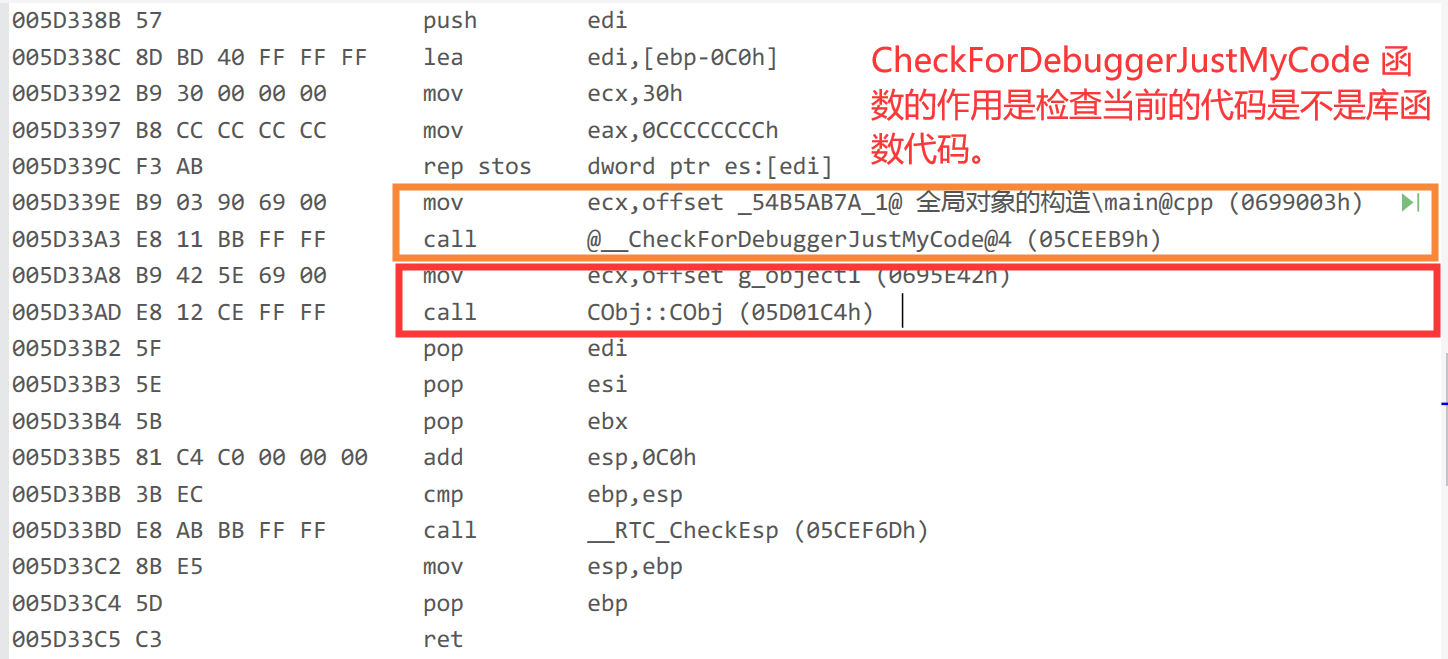 005D338B 57 push edi
005D338C 8D BD 40 FF FF FF lea edi,[ebp-0C0h]
005D3392 B9 30 00 00 00 mov ecx,30h
005D3397 B8 CC CC CC CC mov eax,0CCCCCCCCh
005D339C F3 AB rep stos dword ptr es:[edi]
CheckForDebuggerJustMyCode 函
数的作用是检查当前的代码是不是库函
数代码。
005D339E B9 03 90 69 00 mov ecx,offset _54B5AB7A_1@ 全局对象的构造\main@cpp (0699003h)
005D33A3 E8 11 BB FF FF call @__CheckForDebuggerJustMyCode@4 (05CEEB9h)
005D33A8 B9 42 5E 69 00 mov ecx,offset g_object1 (0695E42h)
005D33AD E8 12 CE FF FF call CObj::CObj (05D01C4h)
005D33B2 5F pop edi
005D33B3 5E pop esi
005D33B4 5B pop ebx
005D33B5 81 C4 C0 00 00 00 add esp,0C0h
005D33BB 3B EC cmp ebp,esp
005D33BD E8 AB BB FF FF call __RTC_CheckEsp (05CEF6Dh)
005D33C2 8B E5 mov esp,ebp
005D33C4 5D pop ebp
005D33C5 C3 ret